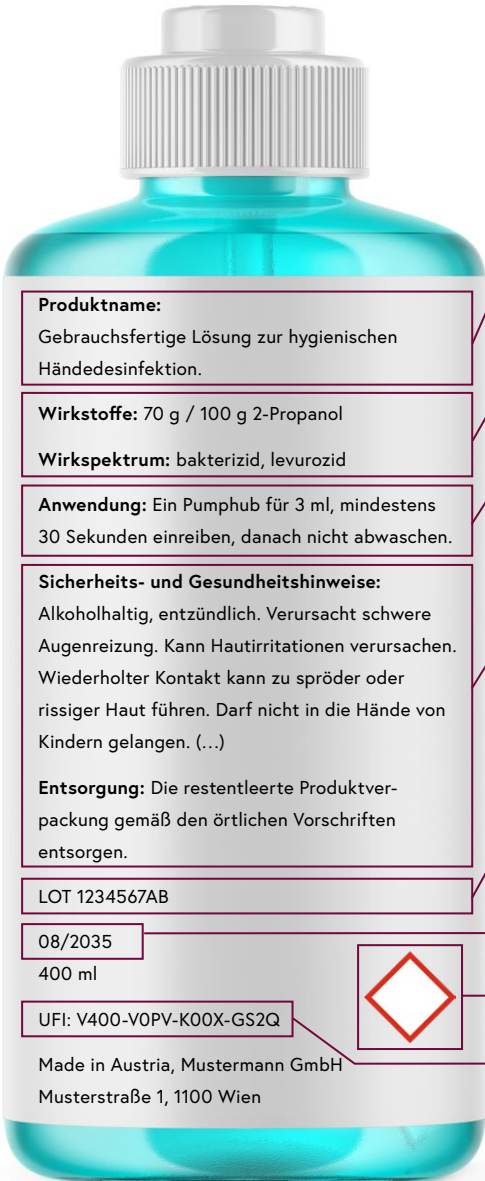 Produktname:
Gebrauchsfertige Lösung zur hygienischen
Händedesinfektion.
Wirkstoffe: 70 g / 100 g 2-Propanol
Wirkspektrum: bakterizid, levurozid
Anwendung: Ein Pumphub für 3 ml, mindestens
30 Sekunden einreiben, danach nicht abwaschen.
Sicherheits- und Gesundheitshinweise:
Alkoholhaltig, entzündlich. Verursacht schwere
Augenreizung. Kann Hautirritationen verursachen.
Wiederholter Kontakt kann zu spröder oder
rissiger Haut führen. Darf nicht in die Hände von
Kindern gelangen. (...)
Entsorgung: Die restentleerte Produktver-
packung gemäß den örtlichen Vorschriften
entsorgen.
LOT 1234567AB
08/2035
400 ml
UFI: V400-V0PV-K00X-GS2Q
Made in Austria, Mustermann GmbH
Musterstraße 1, 1100 Wien